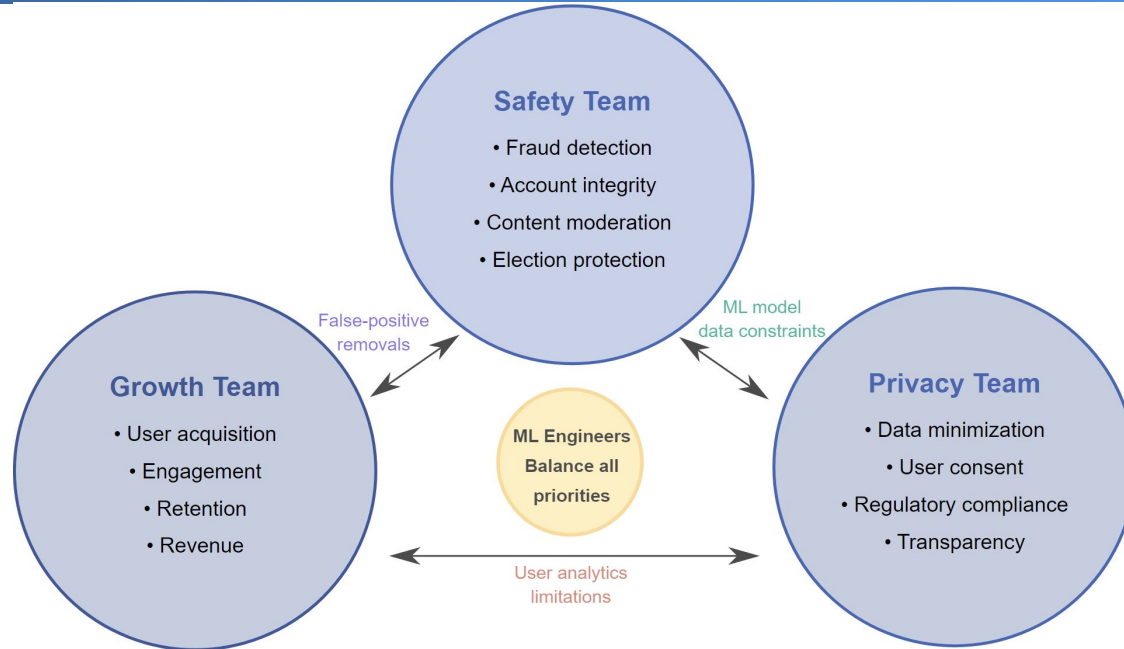 Safety Team
• Fraud detection
• Account integrity
• Content moderation
• Election protection
False-positive
removals
ML model
data constraints
Growth Team
• User acquisition
• Engagement
• Retention
• Revenue
ML Engineers
Balance all
priorities
Privacy Team
• Data minimization
• User consent
• Regulatory compliance
• Transparency
User analytics
limitations